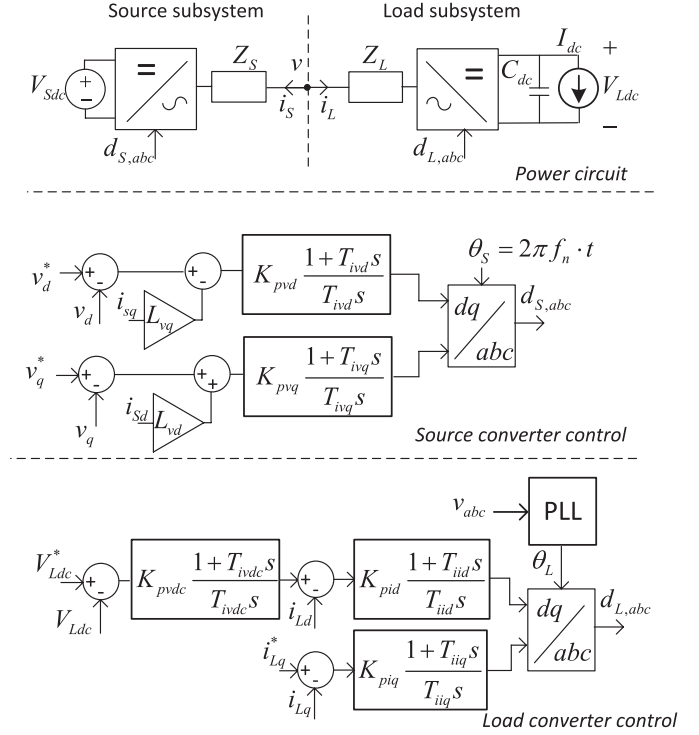 Source subsystem
Load subsystem
V_Sdc
+
-
=
Z_S
v
i_S
i_L
Z_L
=
C_dc
I_dc
+
V_Ldc
−
d_S,abc
d_L,abc
Power circuit
v_d^*
+
-
v_d
i_sq
L_vq
+
-
K_pvd (1 + T_ivd s) / (T_ivd s)
θ_S = 2π f_n · t
dq
abc
d_S,abc
v_q^*
+
-
v_q
i_Sd
L_vd
+
+
K_pvq (1 + T_ivq s) / (T_ivq s)
Source converter control
v_abc
PLL
θ_L
V_Ldc^*
+
-
V_Ldc
K_pvdc (1 + T_ivdc s) / (T_ivdc s)
+
-
i_Ld
K_pid (1 + T_iid s) / (T_iid s)
dq
abc
d_L,abc
i_Lq^*
+
-
i_Lq
K_piq (1 + T_iiq s) / (T_iiq s)
Load converter control